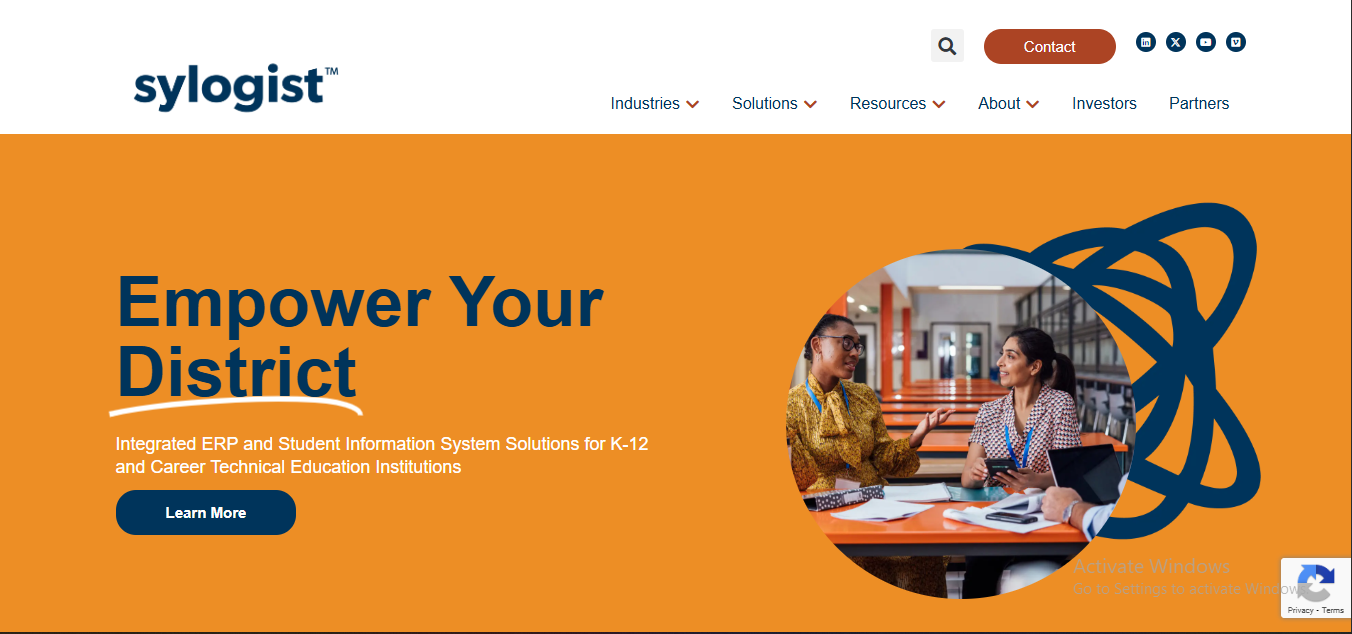 Contact
sylogist™
Industries
Solutions
Resources
About
Investors
Partners
Empower Your
District
Integrated ERP and Student Information System Solutions for K-12
and Career Technical Education Institutions
Learn More
Activate Windows
Go to Settings to activate Windows
Privacy - Terms